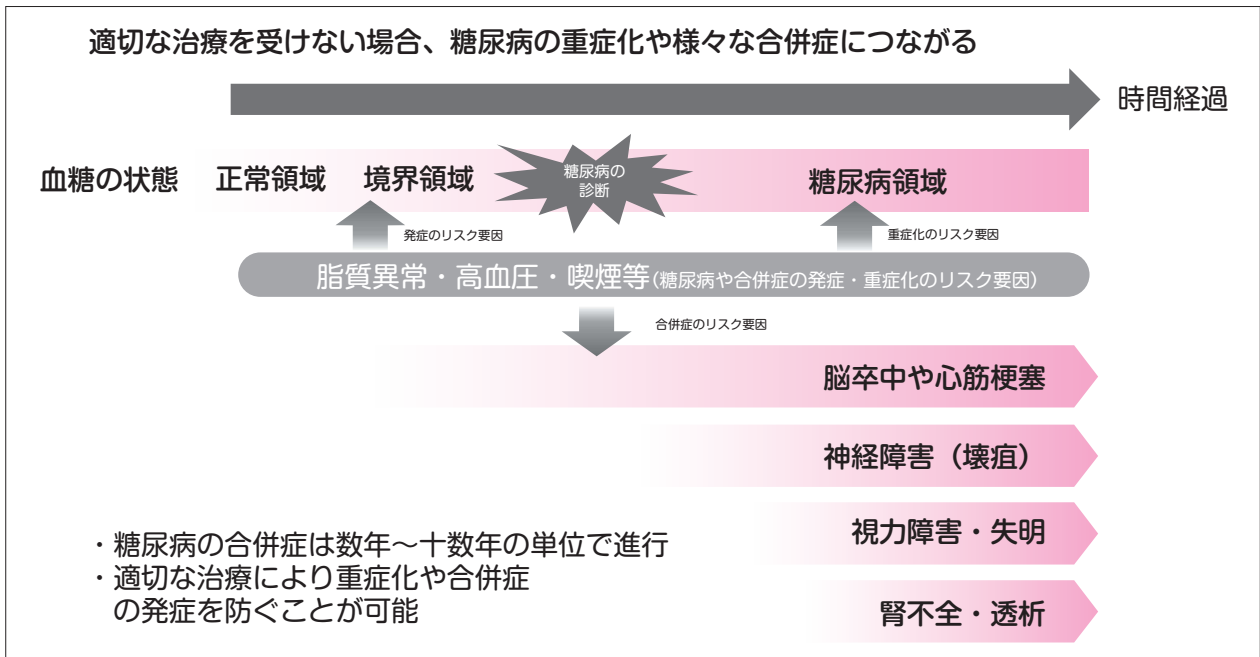 適切な治療を受けない場合、糖尿病の重症化や様々な合併症につながる
時間経過
血糖の状態
正常領域
境界領域
糖尿病の
診断
糖尿病領域
発症のリスク要因
重症化のリスク要因
脂質異常・高血圧・喫煙等(糖尿病や合併症の発症・重症化のリスク要因)
合併症のリスク要因
脳卒中や心筋梗塞
神経障害（壊疽）
視力障害・失明
腎不全・透析
・糖尿病の合併症は数年～十数年の単位で進行
・適切な治療により重症化や合併症
の発症を防ぐことが可能